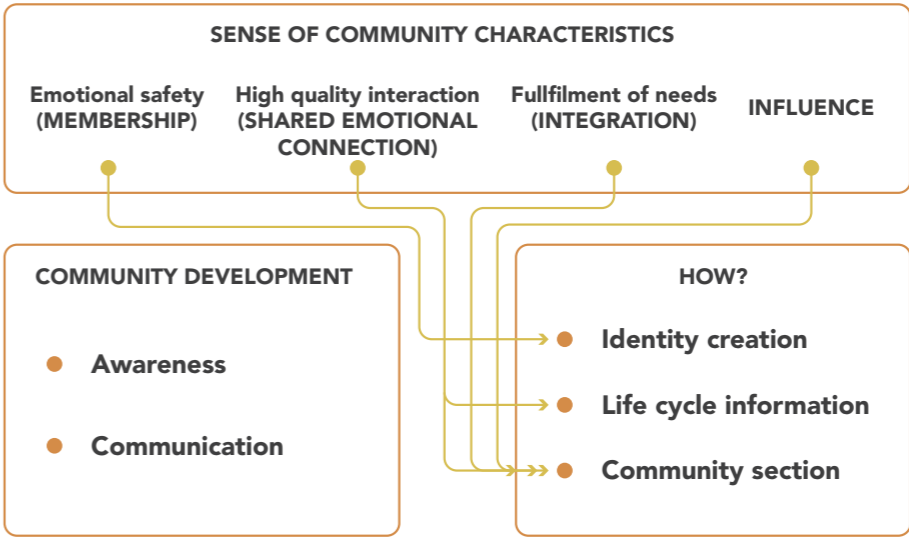 SENSE OF COMMUNITY CHARACTERISTICS
Emotional safety
(MEMBERSHIP)
High quality interaction
(SHARED EMOTIONAL
CONNECTION)
Fullfilment of needs
(INTEGRATION)
INFLUENCE
COMMUNITY DEVELOPMENT
Awareness
Communication
HOW?
Identity creation
Life cycle information
Community section